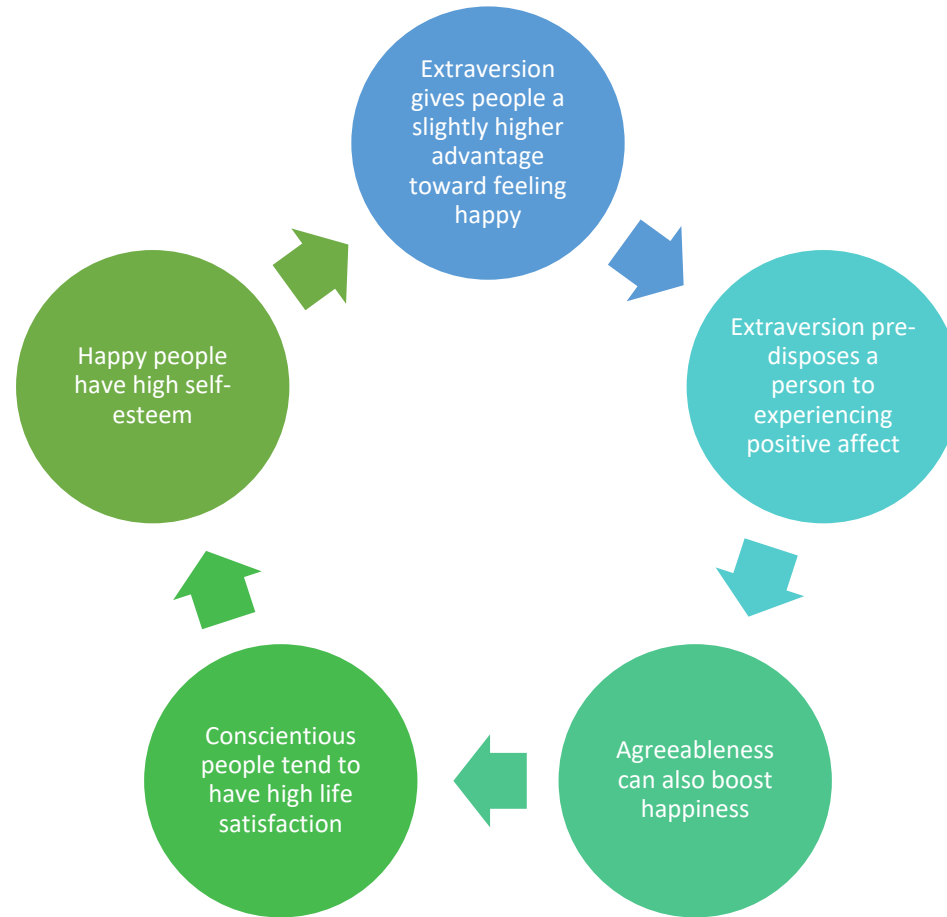 Extraversion
gives people a
slightly higher
advantage
toward feeling
happy
Extraversion pre-
disposes a
person to
experiencing
positive affect
Agreeableness
can also boost
happiness
Conscientious
people tend to
have high life
satisfaction
Happy people
have high self-
esteem